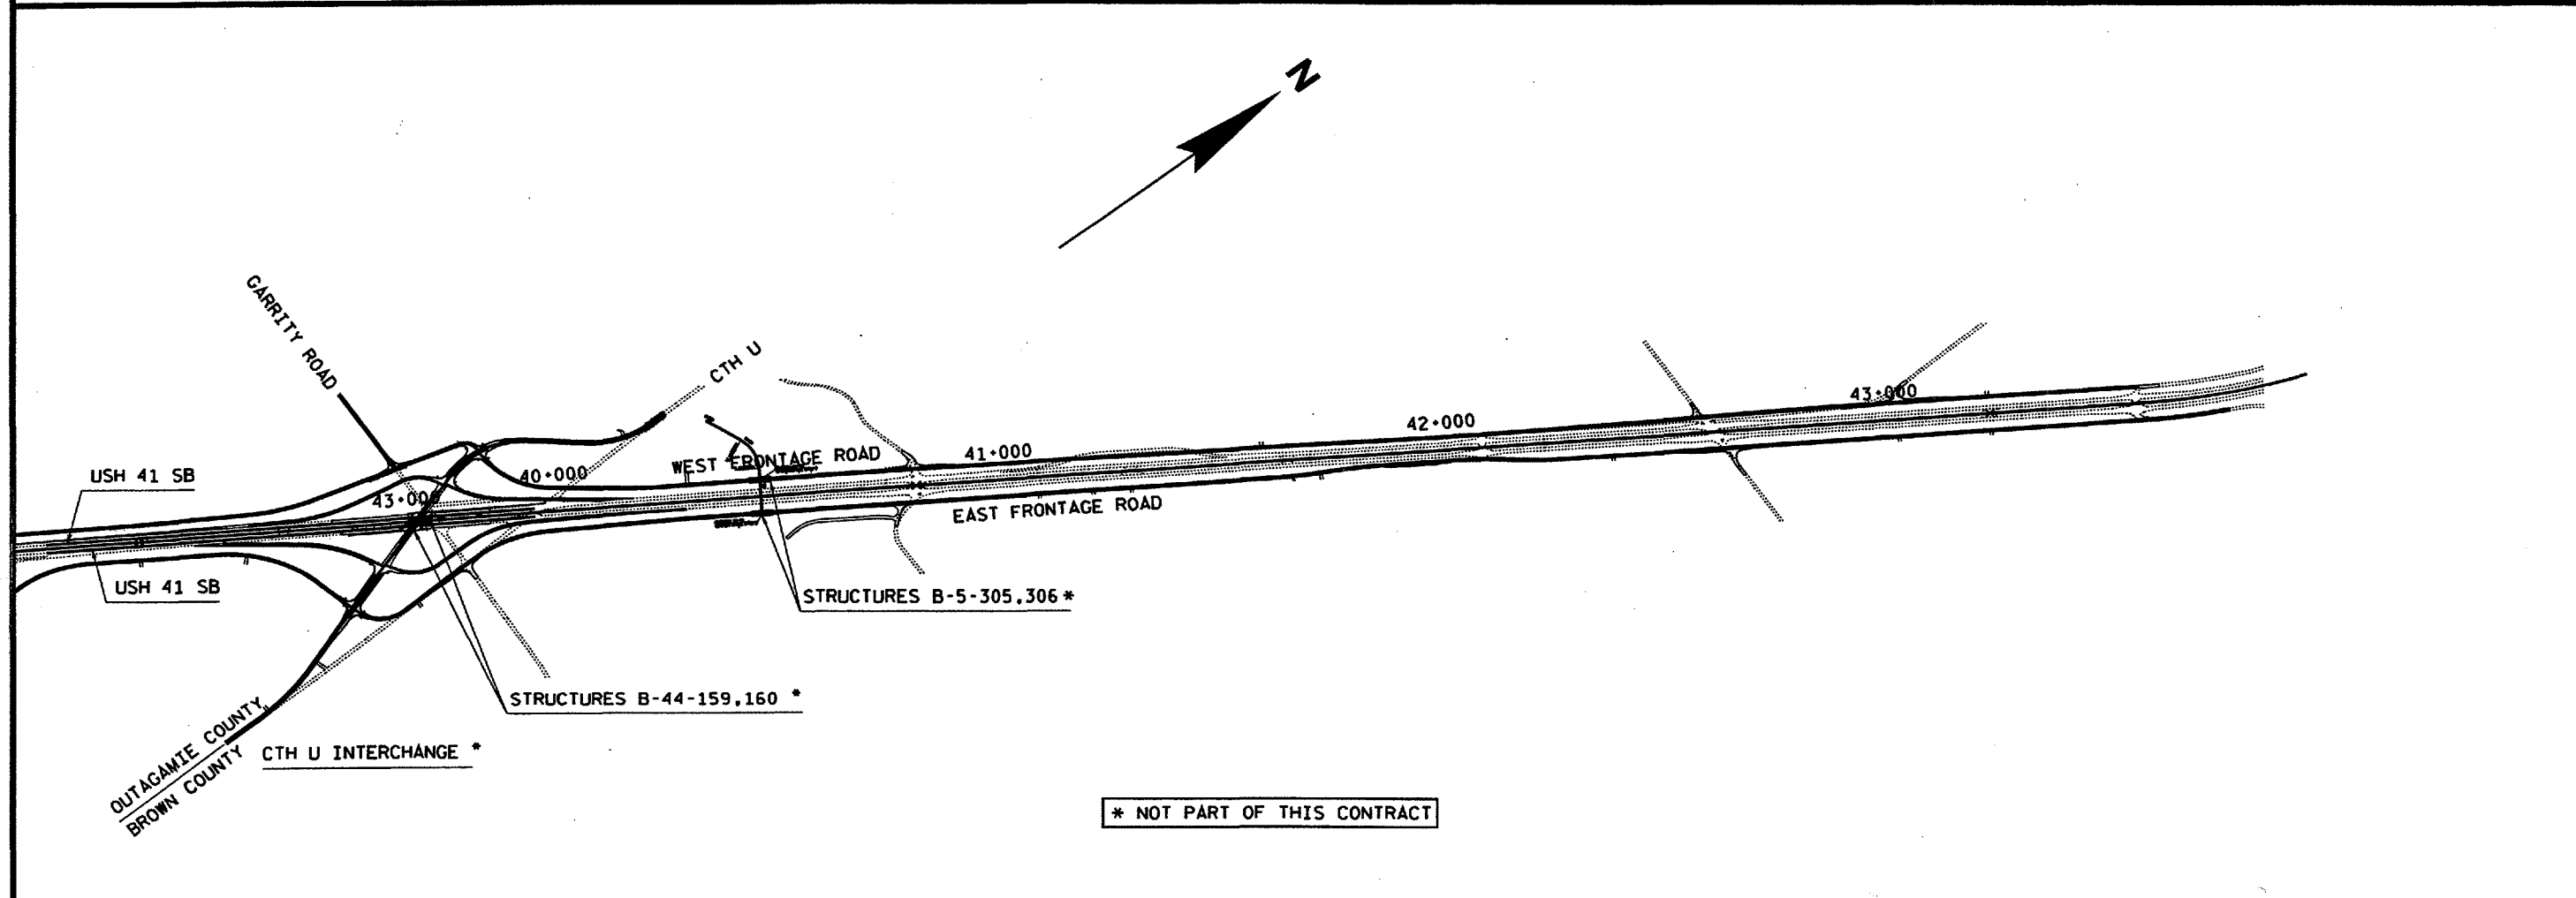 N
GARRITY ROAD
CTH U
USH 41 SB
43+000
40+000
WEST FRONTAGE ROAD
41+000
42+000
43+000
EAST FRONTAGE ROAD
USH 41 SB
STRUCTURES B-5-305,306 *
STRUCTURES B-44-159,160 *
OUTAGAMIE COUNTY
BROWN COUNTY
CTH U INTERCHANGE *
* NOT PART OF THIS CONTRACT